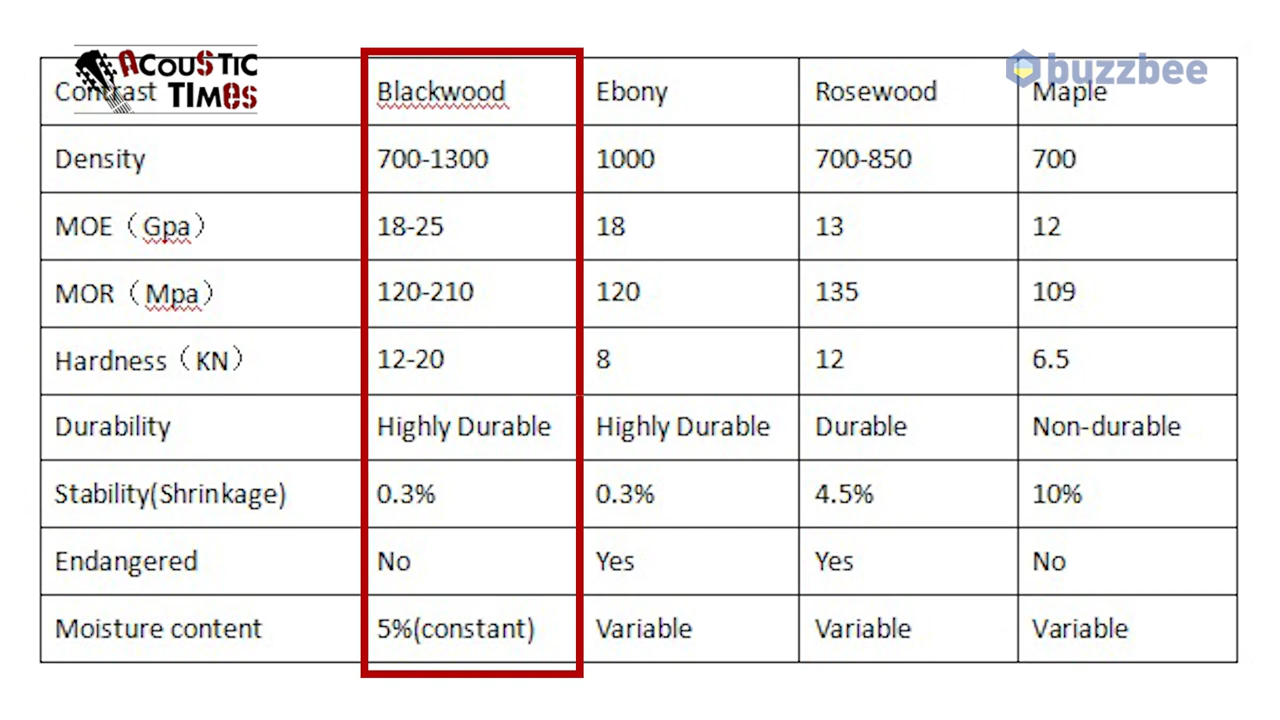 ACOUSTIC
TIMES
buzzbee
Contrast Blackwood Ebony Rosewood Maple
Density 700-1300 1000 700-850 700
MOE（Gpa） 18-25 18 13 12
MOR（Mpa） 120-210 120 135 109
Hardness（KN） 12-20 8 12 6.5
Durability Highly Durable Highly Durable Durable Non-durable
Stability(Shrinkage) 0.3% 0.3% 4.5% 10%
Endangered No Yes Yes No
Moisture content 5%(constant) Variable Variable Variable